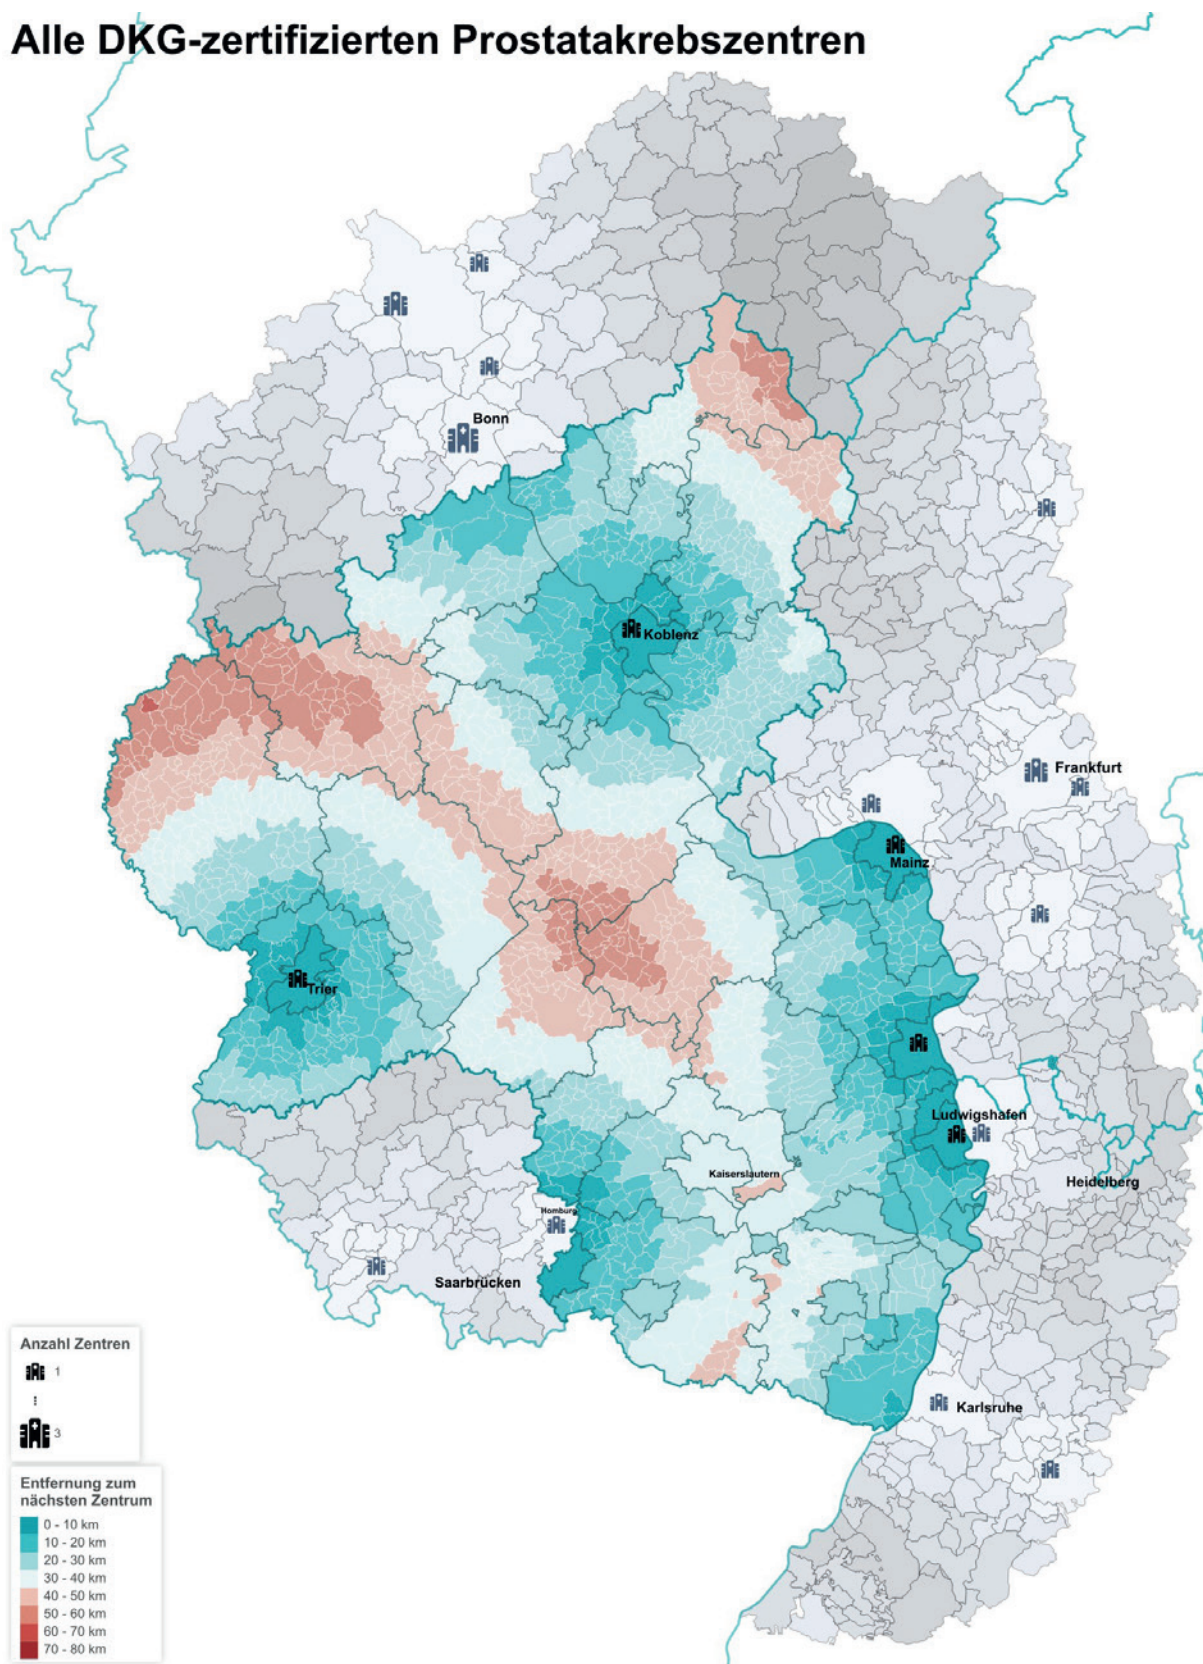 Alle DKG-zertifizierten Prostatakrebszentren
Bonn
Koblenz
Frankfurt
Mainz
Trier
Ludwigshafen
Kaiserslautern
Heidelberg
Homburg
Saarbrücken
Karlsruhe
Anzahl Zentren
1
3
Entfernung zum
nächsten Zentrum
0 - 10 km
10 - 20 km
20 - 30 km
30 - 40 km
40 - 50 km
50 - 60 km
60 - 70 km
70 - 80 km